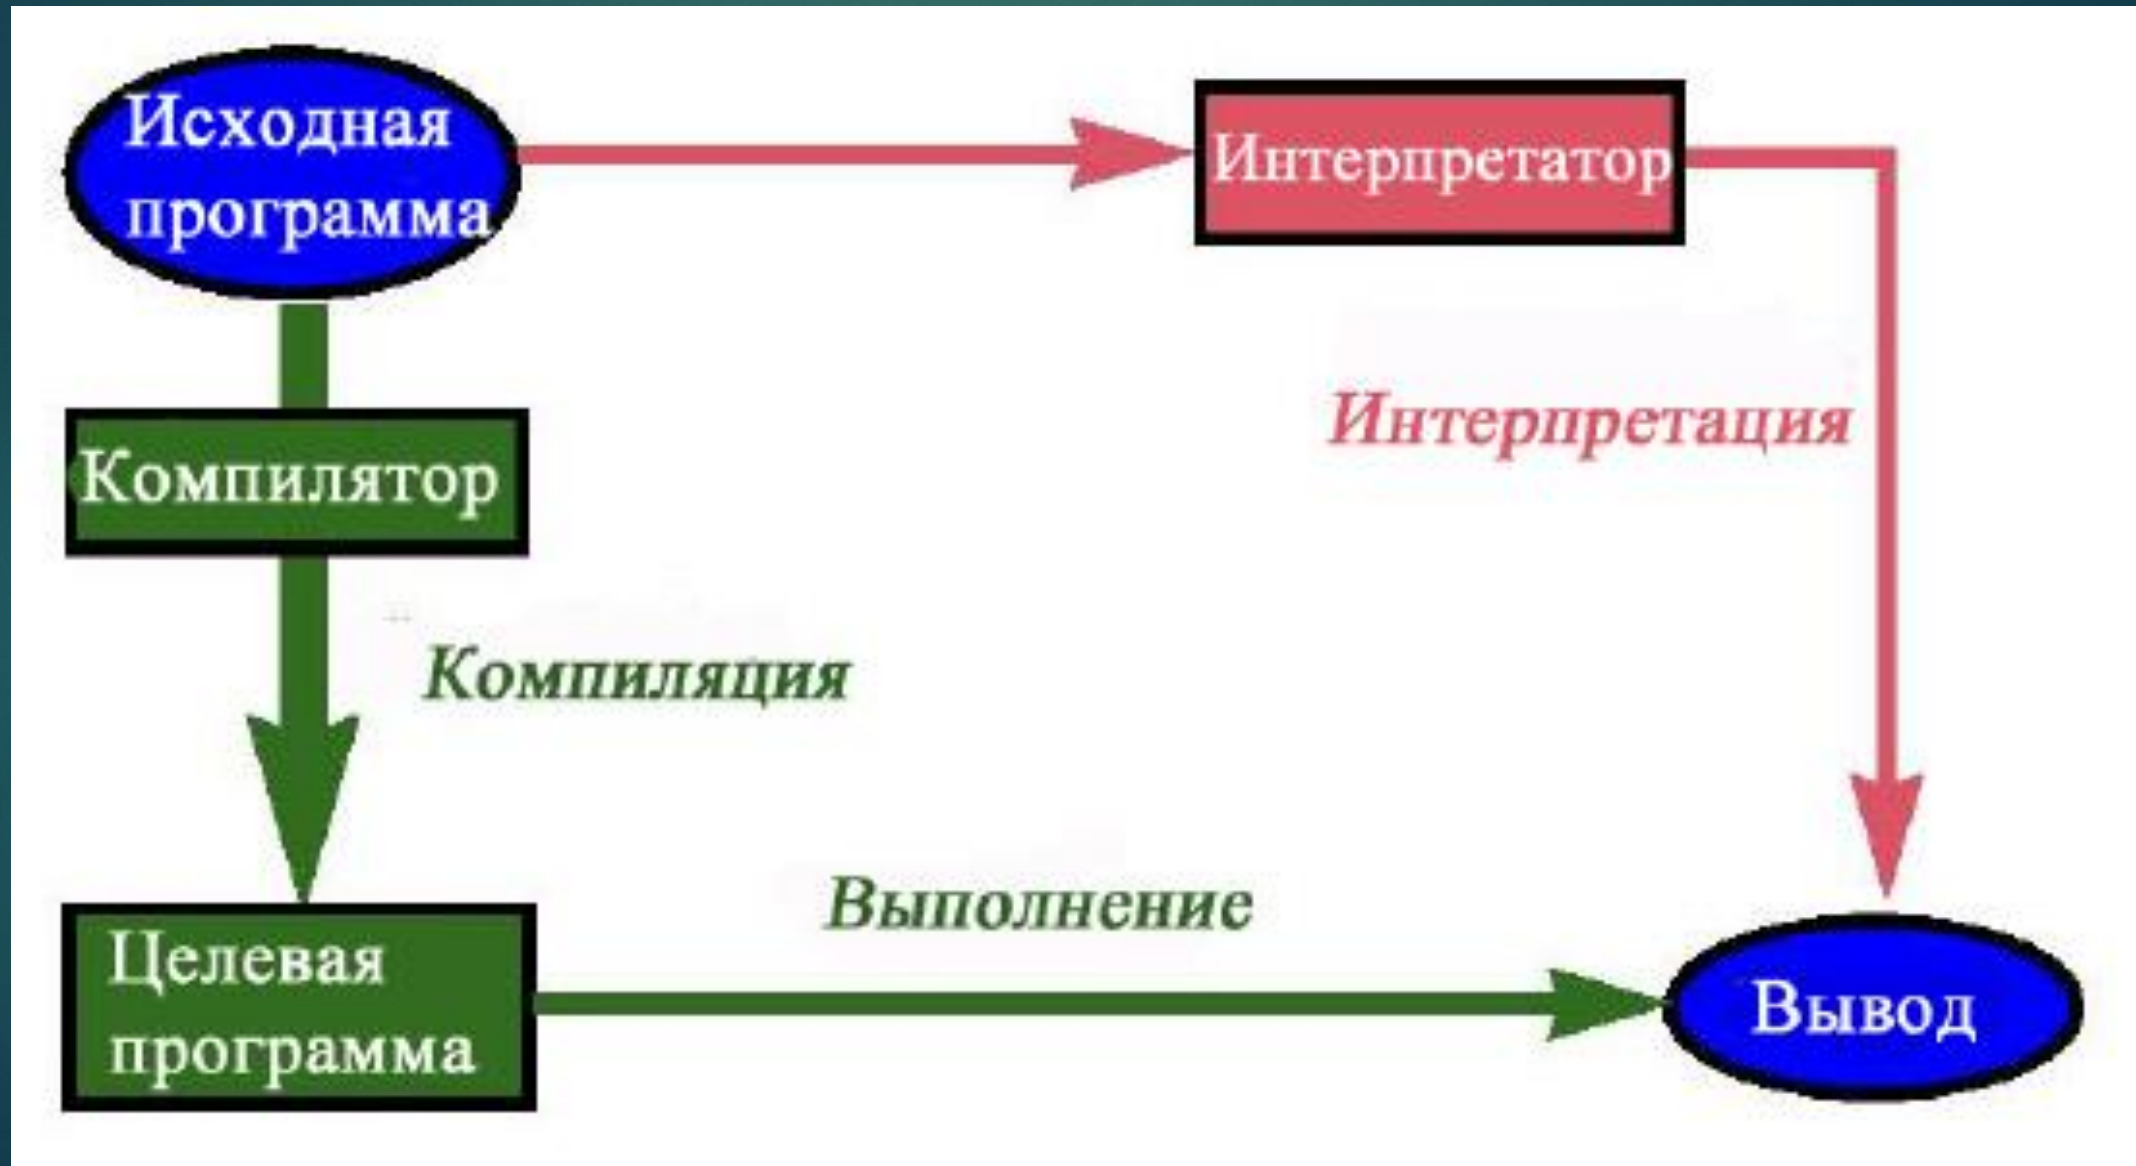 Исходная
программа
Интерпретатор
Интерпретация
Компилятор
Компиляция
Выполнение
Целевая
программа
Вывод